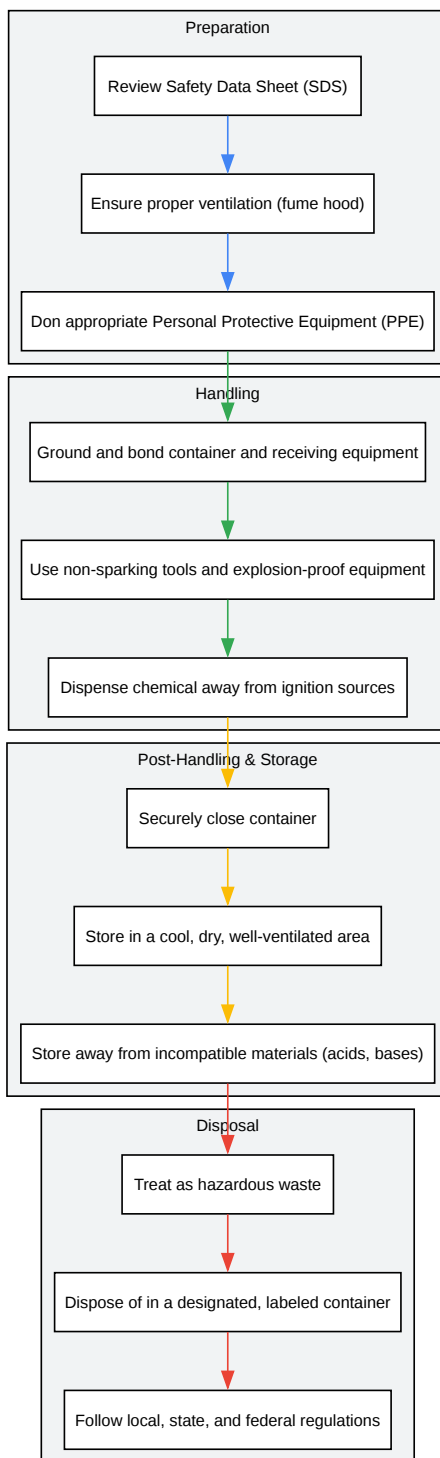 Preparation
Review Safety Data Sheet (SDS)
Ensure proper ventilation (fume hood)
Don appropriate Personal Protective Equipment (PPE)
Handling
Ground and bond container and receiving equipment
Use non-sparking tools and explosion-proof equipment
Dispense chemical away from ignition sources
Post-Handling & Storage
Securely close container
Store in a cool, dry, well-ventilated area
Store away from incompatible materials (acids, bases)
Disposal
Treat as hazardous waste
Dispose of in a designated, labeled container
Follow local, state, and federal regulations